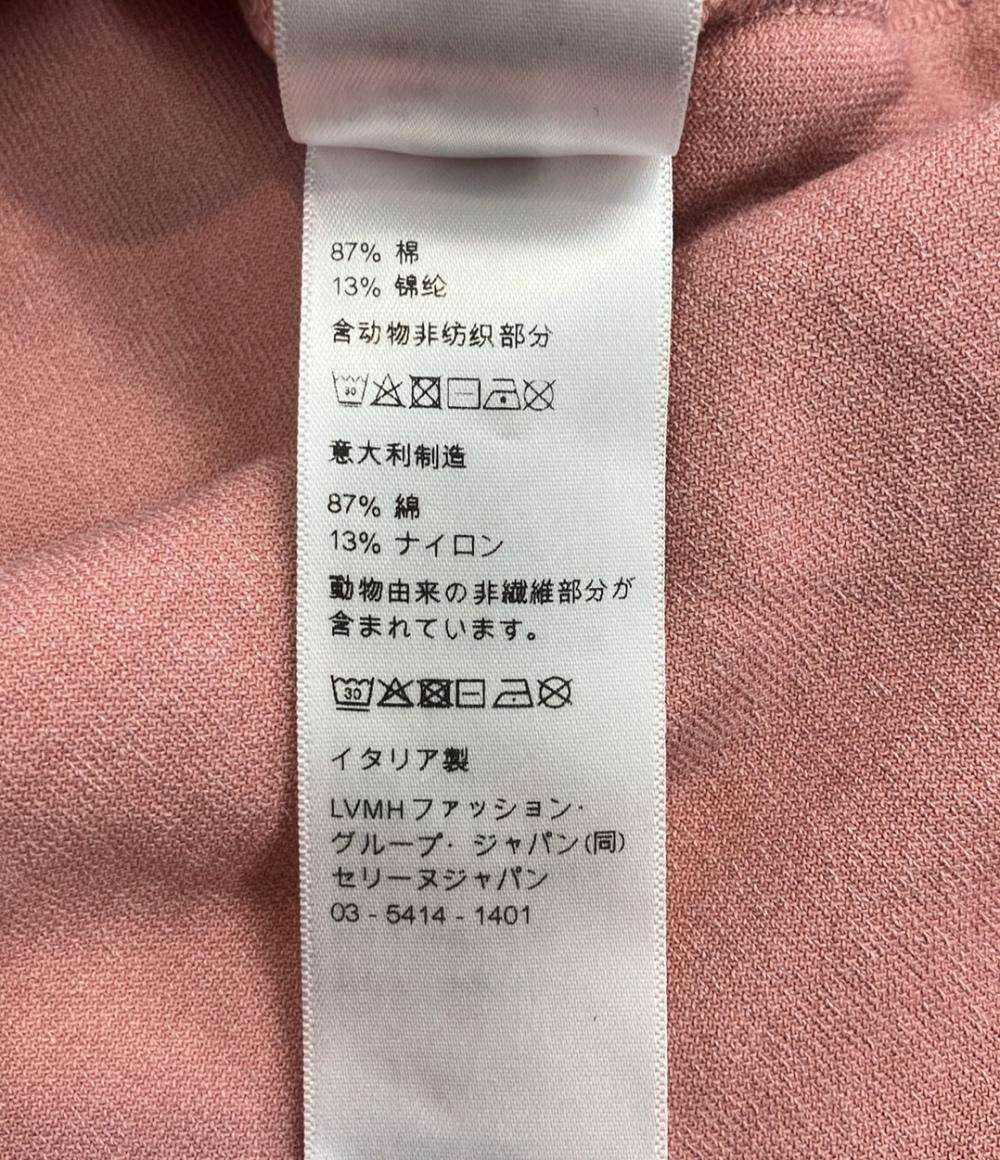 87% 棉
13% 锦纶
含动物非纺织部分
30
意大利制造
87% 綿
13% ナイロン
動物由来の非繊維部分が
含まれています。
30
イタリア製
LVMHファッション·
グループ· ジャパン(同)
セリーヌジャパン
03 - 5414 - 1401